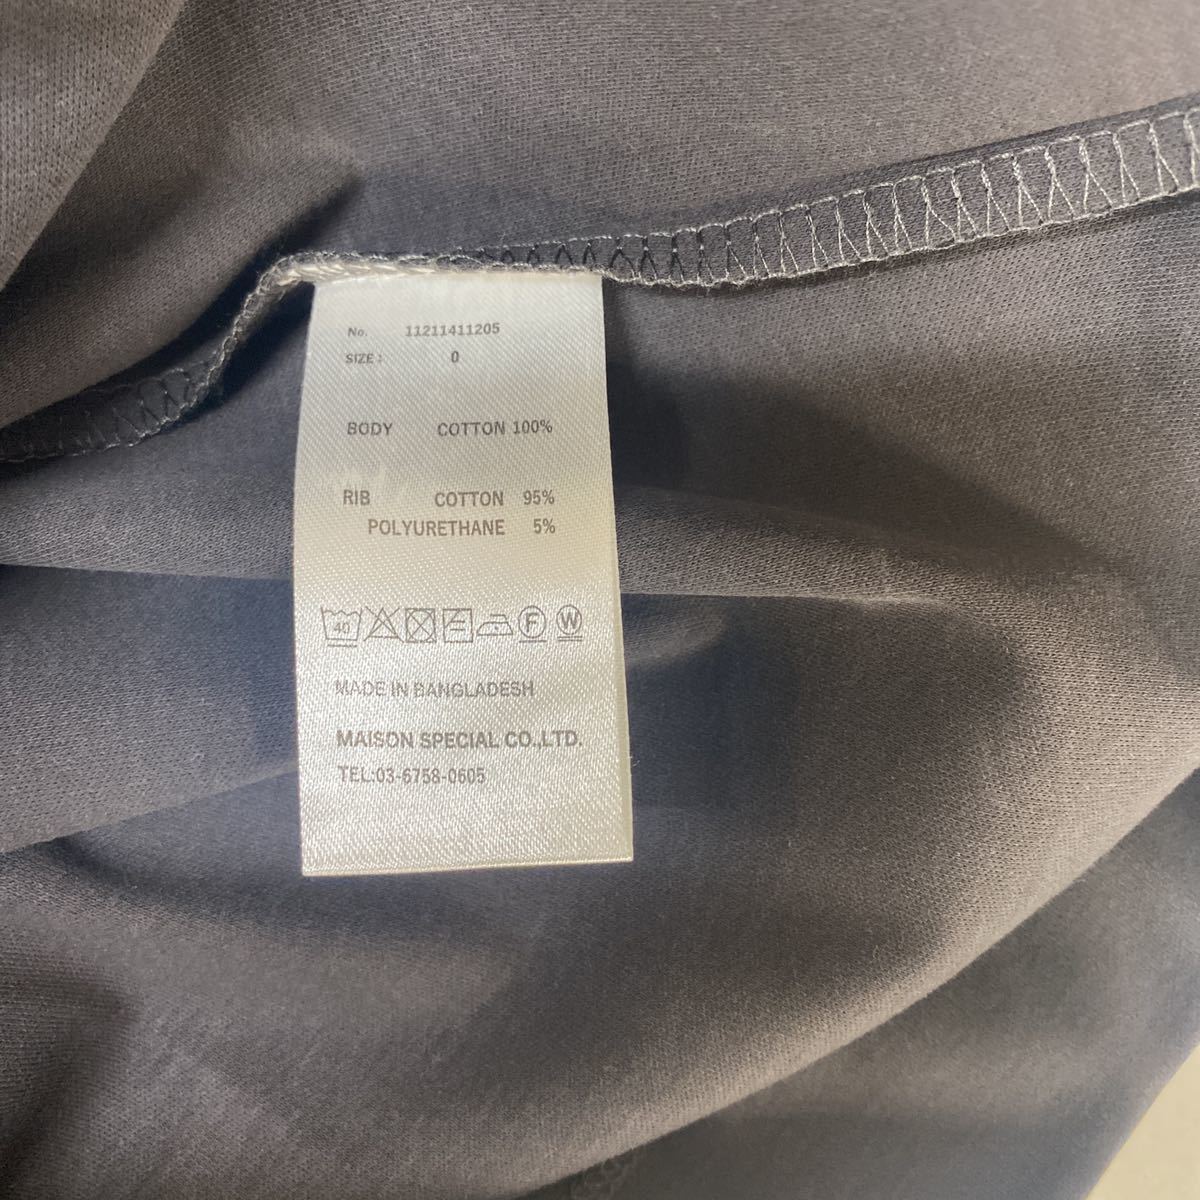 No. 11211411205
SIZE : 0
BODY COTTON 100%
RIB COTTON 95%
POLYURETHANE 5%
40 F W
MADE IN BANGLADESH
MAISON SPECIAL CO.,LTD.
TEL:03-6758-0605